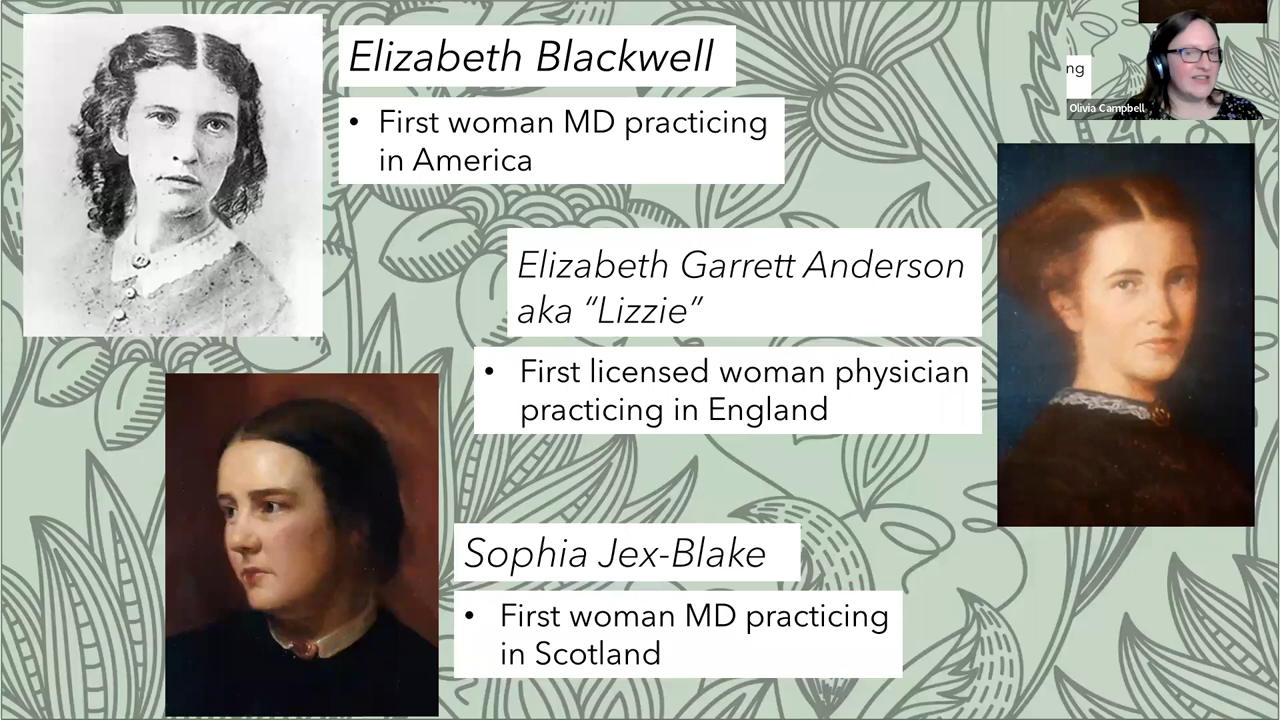 Elizabeth Blackwell
• First woman MD practicing
in America
ng
Olivia Campbell
Elizabeth Garrett Anderson
aka “Lizzie”
• First licensed woman physician
practicing in England
Sophia Jex-Blake
• First woman MD practicing
in Scotland